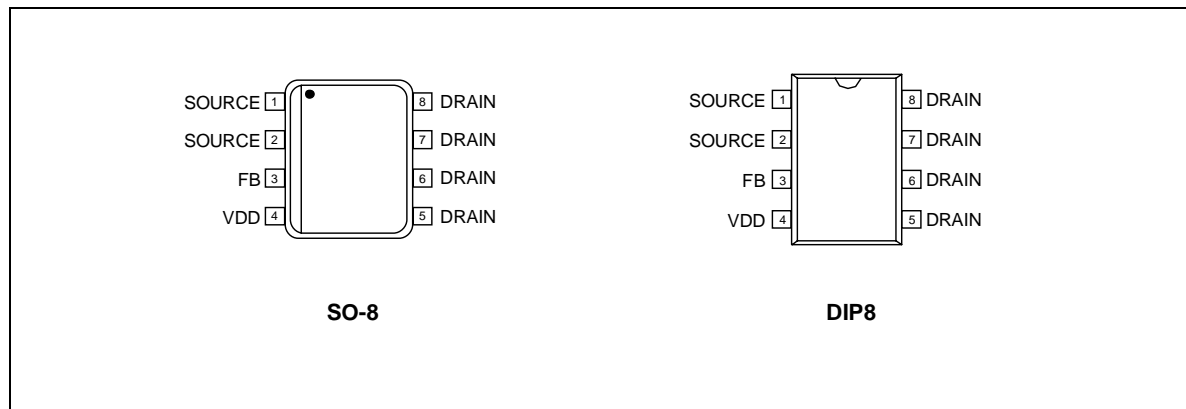 SOURCE 1 8 DRAIN
SOURCE 2 7 DRAIN
FB 3 6 DRAIN
VDD 4 5 DRAIN
SO-8
SOURCE 1 8 DRAIN
SOURCE 2 7 DRAIN
FB 3 6 DRAIN
VDD 4 5 DRAIN
DIP8